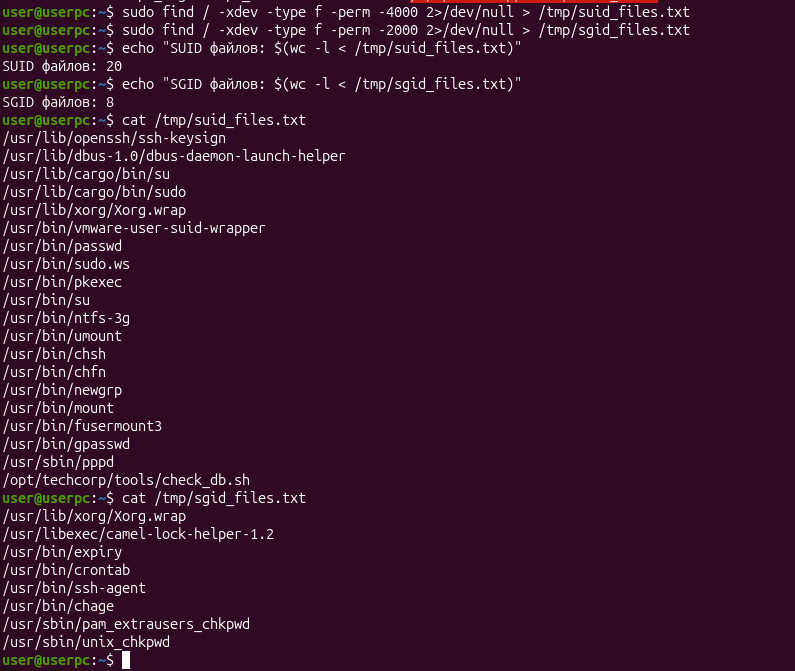 user@userpc:~$ sudo find / -xdev -type f -perm -4000 2>/dev/null > /tmp/suid_files.txt
user@userpc:~$ sudo find / -xdev -type f -perm -2000 2>/dev/null > /tmp/sgid_files.txt
user@userpc:~$ echo "SUID файлов: $(wc -l < /tmp/suid_files.txt)"
SUID файлов: 20
user@userpc:~$ echo "SGID файлов: $(wc -l < /tmp/sgid_files.txt)"
SGID файлов: 8
user@userpc:~$ cat /tmp/suid_files.txt
/usr/lib/openssh/ssh-keysign
/usr/lib/dbus-1.0/dbus-daemon-launch-helper
/usr/lib/cargo/bin/su
/usr/lib/cargo/bin/sudo
/usr/lib/xorg/Xorg.wrap
/usr/bin/vmware-user-suid-wrapper
/usr/bin/passwd
/usr/bin/sudo.ws
/usr/bin/pkexec
/usr/bin/su
/usr/bin/ntfs-3g
/usr/bin/umount
/usr/bin/chsh
/usr/bin/chfn
/usr/bin/newgrp
/usr/bin/mount
/usr/bin/fusermount3
/usr/bin/gpasswd
/usr/sbin/pppd
/opt/techcorp/tools/check_db.sh
user@userpc:~$ cat /tmp/sgid_files.txt
/usr/lib/xorg/Xorg.wrap
/usr/libexec/camel-lock-helper-1.2
/usr/bin/expiry
/usr/bin/crontab
/usr/bin/ssh-agent
/usr/bin/chage
/usr/sbin/pam_extrausers_chkpwd
/usr/sbin/unix_chkpwd
user@userpc:~$